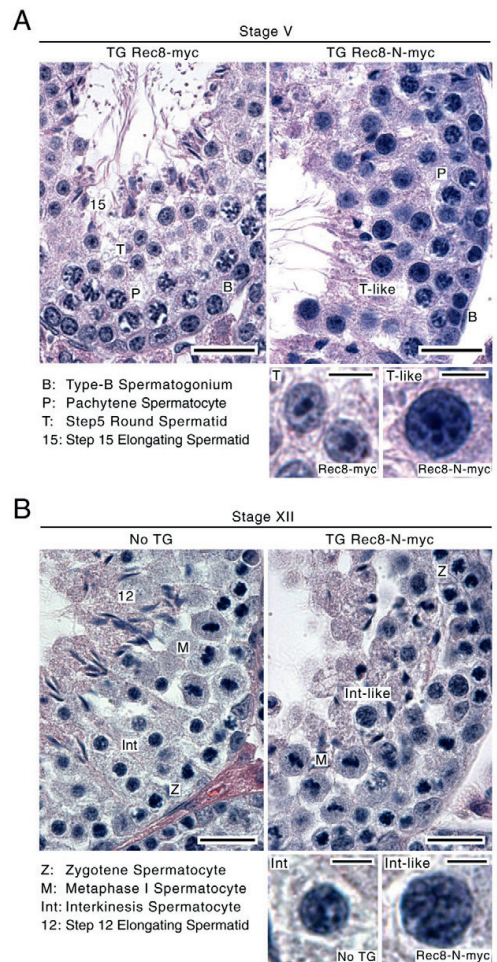 A
Stage V
TG Rec8-myc
TG Rec8-N-myc
15
T
P
B
P
T-like
B
B: Type-B Spermatogonium
P: Pachytene Spermatocyte
T: Step5 Round Spermatid
15: Step 15 Elongating Spermatid
T
Rec8-myc
T-like
Rec8-N-myc
B
Stage XII
No TG
TG Rec8-N-myc
12
M
Int
Z
Z
Int-like
M
Z: Zygotene Spermatocyte
M: Metaphase I Spermatocyte
Int: Interkinesis Spermatocyte
12: Step 12 Elongating Spermatid
Int
No TG
Int-like
Rec8-N-myc